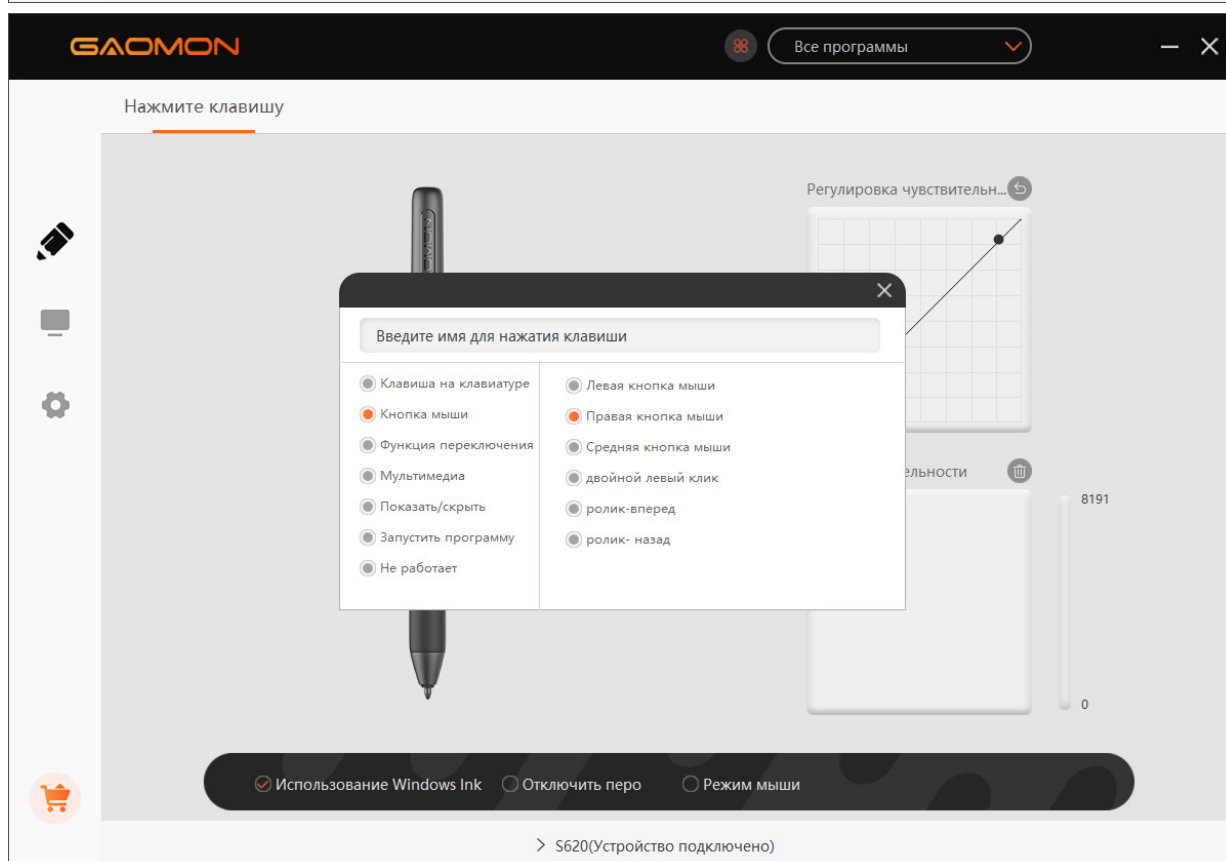 GAOMON
Все программы
Нажмите клавишу
Регулировка чувствительн...
Введите имя для нажатия клавиши
Клавиша на клавиатуре
Кнопка мыши
Функция переключения
Мультимедиа
Показать/скрыть
Запустить программу
Не работает
Левая кнопка мыши
Правая кнопка мыши
Средняя кнопка мыши
двойной левый клик
ролик-вперед
ролик- назад
ельности
8191
0
Использование Windows Ink
Отключить перо
Режим мыши
S620(Устройство подключено)